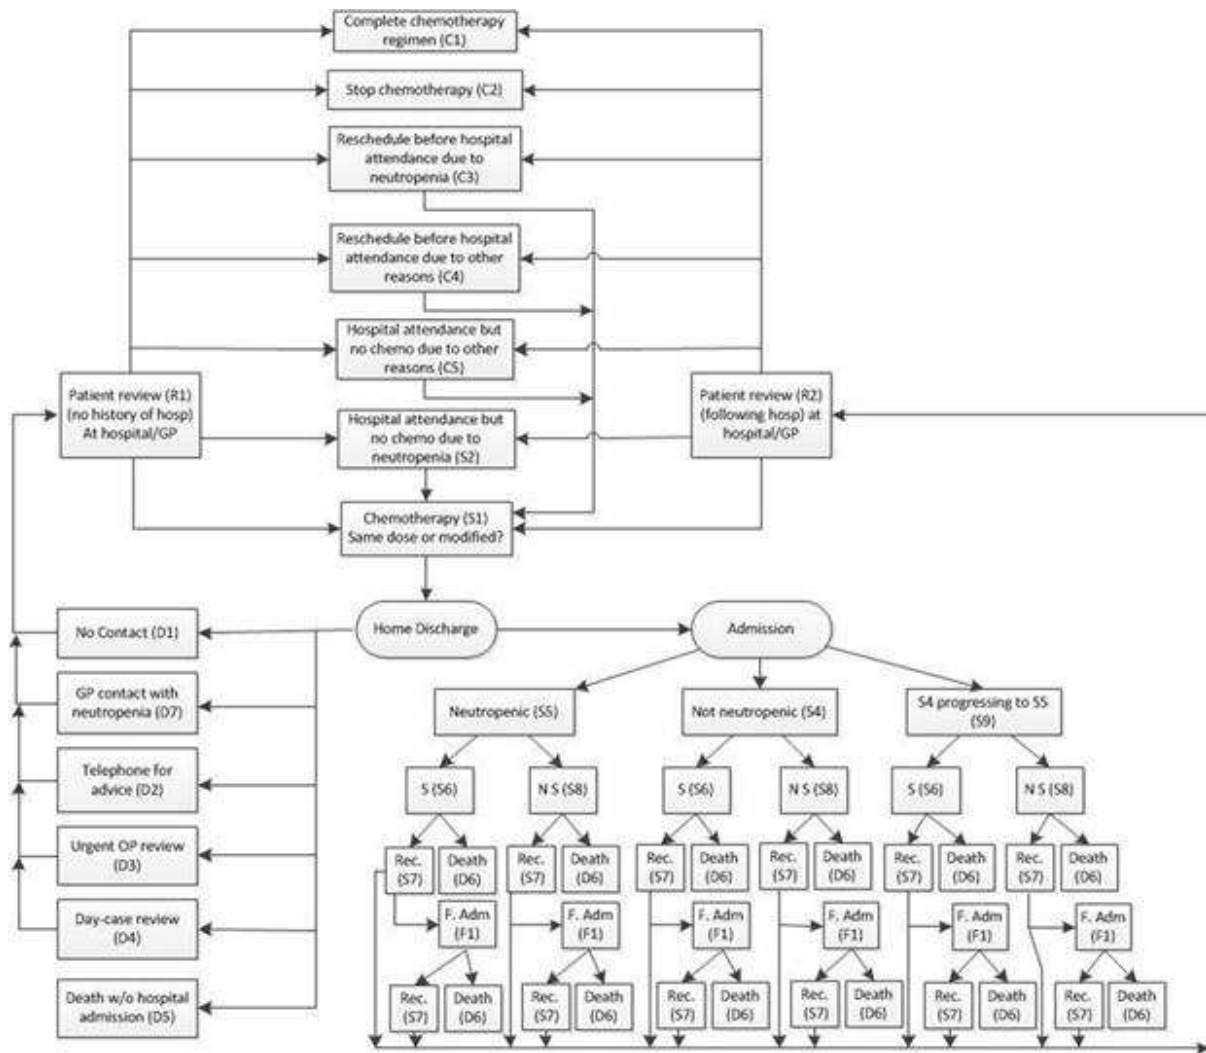 Complete chemotherapy
regimen (C1)
Stop chemotherapy (C2)
Reschedule before hospital
attendance due to
neutropenia (C3)
Reschedule before hospital
attendance due to other
reasons (C4)
Hospital attendance but
no chemo due to other
reasons (C5)
Patient review (R1)
(no history of hosp)
At hospital/GP
Patient review (R2)
(following hosp) at
hospital/GP
Hospital attendance but
no chemo due to
neutropenia (S2)
Chemotherapy (S1)
Same dose or modified?
No Contact (D1)
Home Discharge
Admission
GP contact with
neutropenia (D7)
Neutropenic (S5)
Not neutropenic (S4)
S4 progressing to S5
(S9)
Telephone for
advice (D2)
S (S6)
N S (S8)
S (S6)
N S (S8)
S (S6)
N S (S8)
Urgent OP review
(D3)
Rec.
(S7)
Death
(D6)
Rec.
(S7)
Death
(D6)
Rec.
(S7)
Death
(D6)
Rec.
(S7)
Death
(D6)
Rec.
(S7)
Death
(D6)
Rec.
(S7)
Death
(D6)
Day-case review
(D4)
F. Adm
(F1)
F. Adm
(F1)
F. Adm
(F1)
F. Adm
(F1)
F. Adm
(F1)
F. Adm
(F1)
Death w/o hospital
admission (D5)
Rec.
(S7)
Death
(D6)
Rec.
(S7)
Death
(D6)
Rec.
(S7)
Death
(D6)
Rec.
(S7)
Death
(D6)
Rec.
(S7)
Death
(D6)
Rec.
(S7)
Death
(D6)